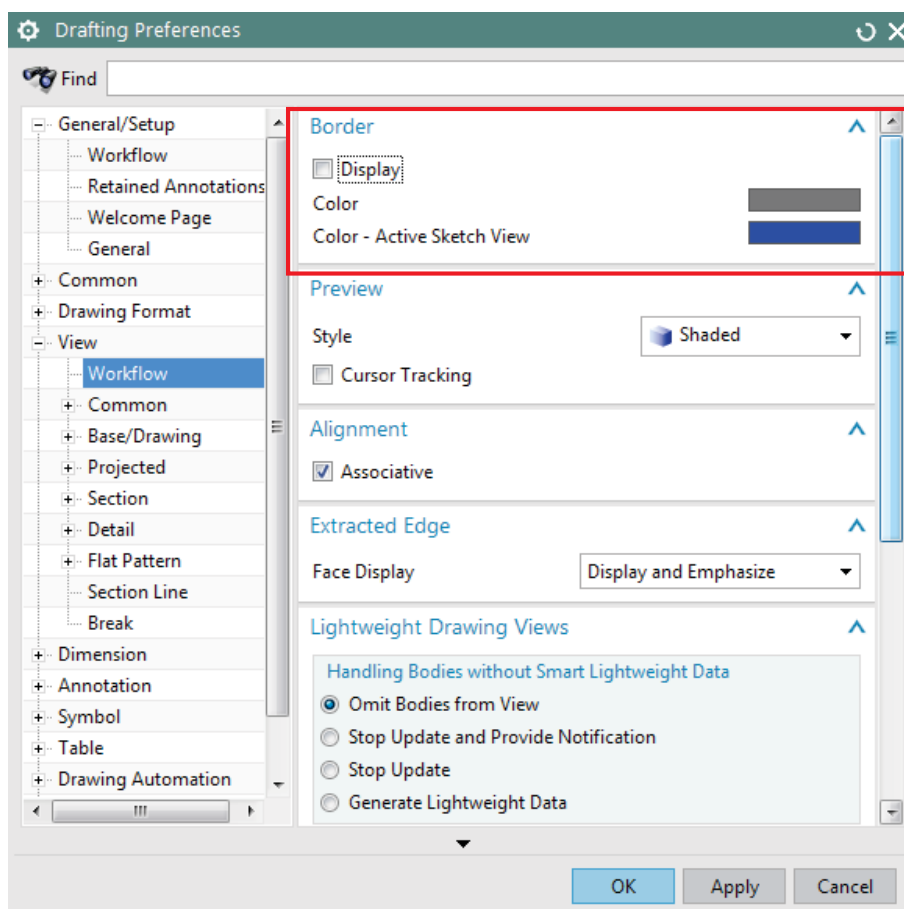 Drafting Preferences
Find
General/Setup
Workflow
Retained Annotations
Welcome Page
General
Common
Drawing Format
View
Workflow
Common
Base/Drawing
Projected
Section
Detail
Flat Pattern
Section Line
Break
Dimension
Annotation
Symbol
Table
Drawing Automation
Border
Display
Color
Color - Active Sketch View
Preview
Style
Shaded
Cursor Tracking
Alignment
Associative
Extracted Edge
Face Display
Display and Emphasize
Lightweight Drawing Views
Handling Bodies without Smart Lightweight Data
Omit Bodies from View
Stop Update and Provide Notification
Stop Update
Generate Lightweight Data
OK
Apply
Cancel